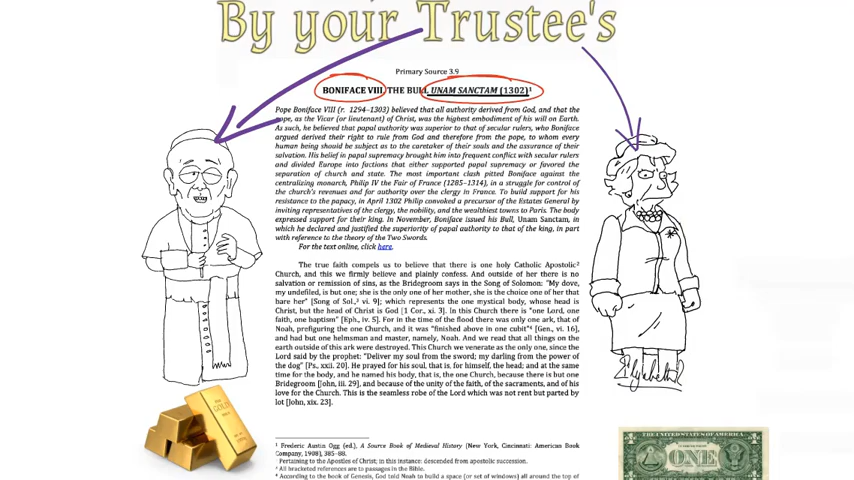 By your Trustee's
Primary Source 3.9
BONIFACE VIII, THE BULL UNAM SANCTAM (1302)¹
Pope Boniface VIII (r. 1294–1303) believed that all authority derived from God, and that the
pope, as the Vicar (or lieutenant) of Christ, was the highest embodiment of his will on Earth.
As such, he believed that papal authority was superior to that of secular rulers, who Boniface
argued derived their right to rule from God and therefore from the pope, to whom every
human being should be subject as to the caretaker of their souls and the assurance of their
salvation. His belief in papal supremacy brought him into frequent conflict with secular rulers
and divided Europe into factions that either supported papal supremacy or favored the
separation of church and state. The most important clash pitted Boniface against the
centralizing monarch, Philip IV the Fair of France (1285–1314), in a struggle for control of
the church's revenues and for authority over the clergy in France. To build support for his
resistance to the papacy, in April 1302 Philip convoked a precursor of the Estates General by
inviting representatives of the clergy, the nobility, and the wealthiest towns to Paris. The body
expressed support for their king. In November, Boniface issued his Bull, Unam Sanctam, in
which he declared and justified the superiority of papal authority to that of the king, in part
with reference to the theory of the Two Swords.
For the text online, click here.
The true faith compels us to believe that there is one holy Catholic Apostolic²
Church, and this we firmly believe and plainly confess. And outside of her there is no
salvation or remission of sins, as the Bridegroom says in the Song of Solomon: "My dove,
my undefiled, is but one; she is the only one of her mother, she is the choice one of her that
bare her" [Song of Sol.,³ vi. 9]; which represents the one mystical body, whose head is
Christ, but the head of Christ is God [1 Cor., xi. 3]. In this Church there is "one Lord, one
faith, one baptism" [Eph., iv. 5]. For in the time of the flood there was only one ark, that of
Noah, prefiguring the one Church, and it was "finished above in one cubit"⁴ [Gen., vi. 16],
and had but one helmsman and master, namely, Noah. And we read that all things on the
earth outside of this ark were destroyed. This Church we venerate as the only one, since the
Lord said by the prophet: "Deliver my soul from the sword; my darling from the power of
the dog" [Ps., xxii. 20]. He prayed for his soul, that is, for himself, the head; and at the same
time for the body, and he named his body, that is, the one Church, because there is but one
Bridegroom [John, iii. 29], and because of the unity of the faith, of the sacraments, and of his
love for the Church. This is the seamless robe of the Lord which was not rent but parted by
lot [John, xix. 23].
¹ Frederic Austin Ogg (ed.), A Source Book of Medieval History (New York, Cincinnati: American Book
Company, 1908), 385–88.
² Pertaining to the Apostles of Christ; in this instance: descended from apostolic succession.
³ All bracketed references are to passages in the Bible.
⁴ According to the book of Genesis, God told Noah to build a space (or set of windows) all around the top of
Elizabeth R
GOLD
THE UNITED STATES OF AMERICA
ONE